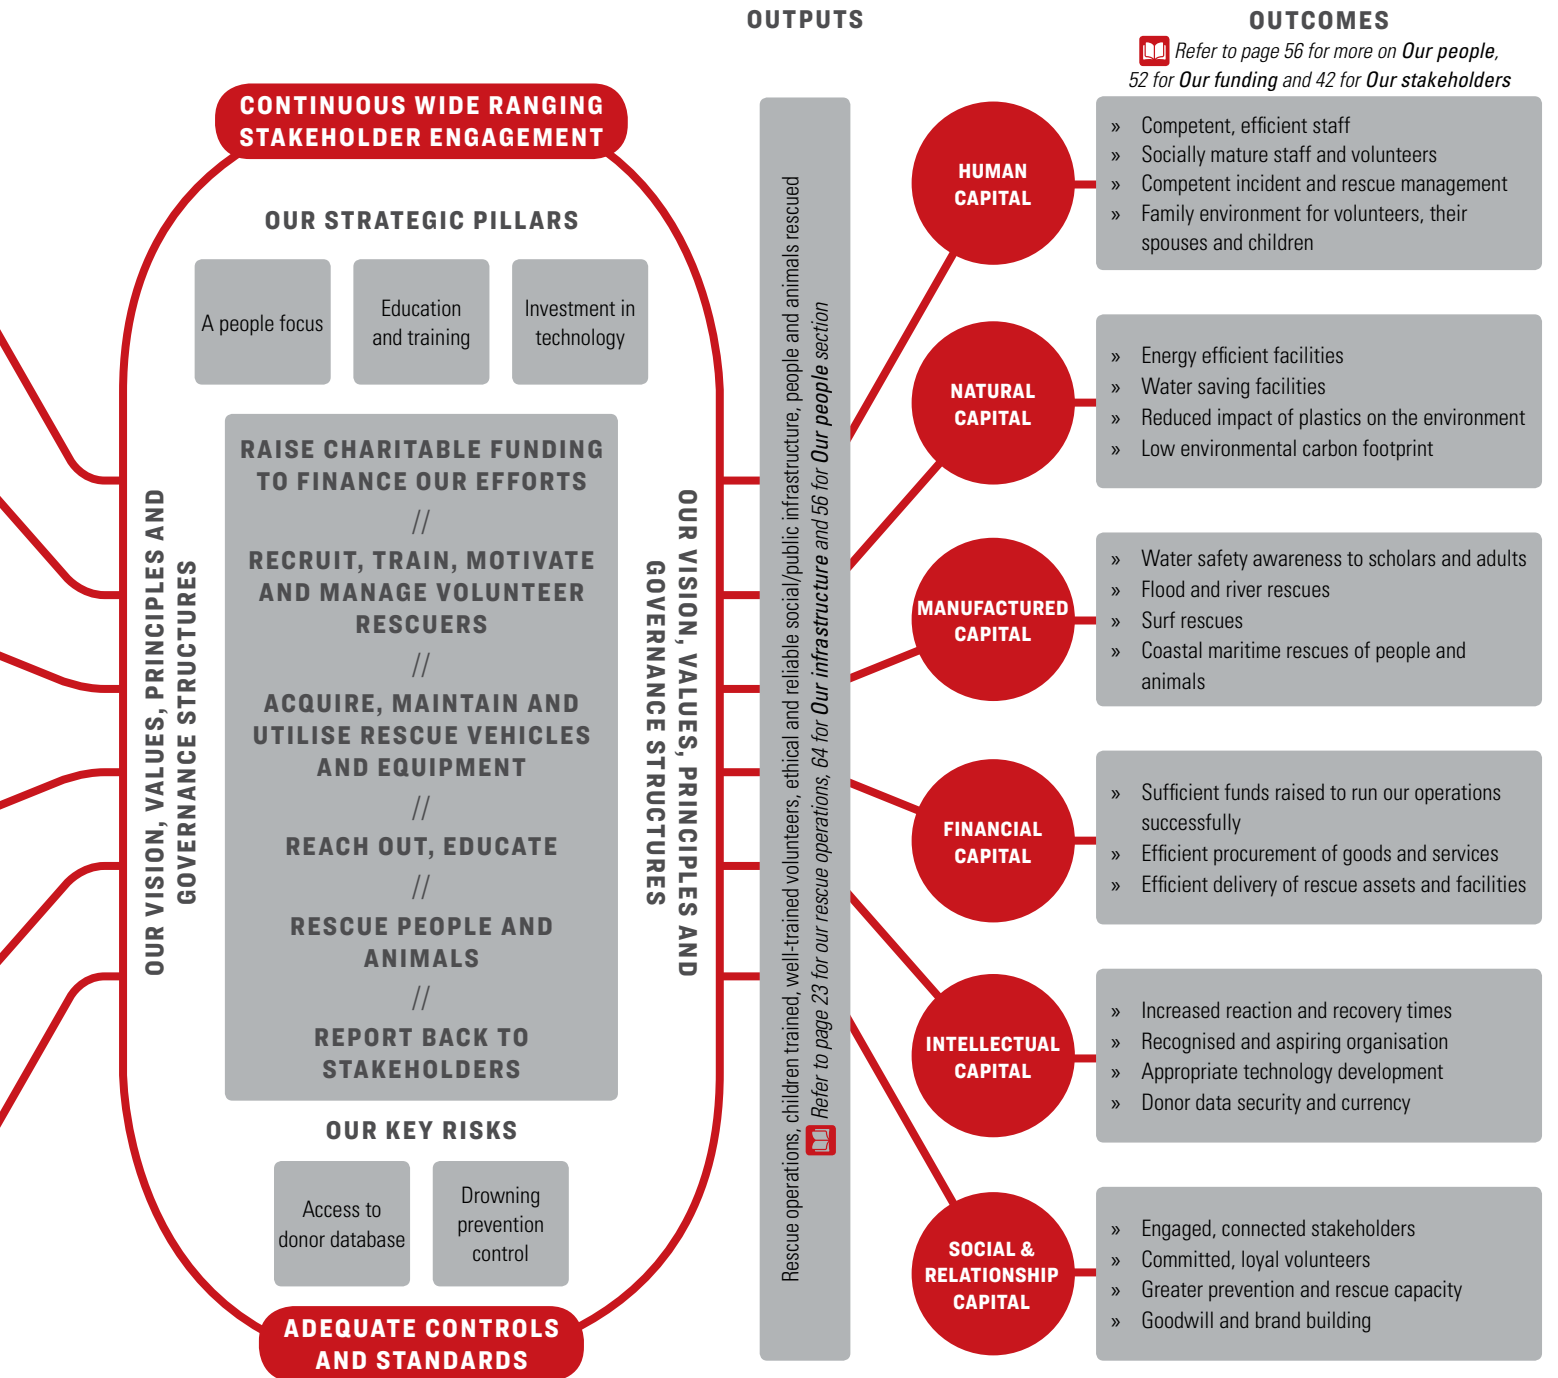 OUTPUTS
OUTCOMES
Refer to page 56 for more on Our people,
52 for Our funding and 42 for Our stakeholders
CONTINUOUS WIDE RANGING
STAKEHOLDER ENGAGEMENT
OUR STRATEGIC PILLARS
A people focus
Education
and training
Investment in
technology
OUR VISION, VALUES, PRINCIPLES AND
GOVERNANCE STRUCTURES
RAISE CHARITABLE FUNDING
TO FINANCE OUR EFFORTS
//
RECRUIT, TRAIN, MOTIVATE
AND MANAGE VOLUNTEER
RESCUERS
//
ACQUIRE, MAINTAIN AND
UTILISE RESCUE VEHICLES
AND EQUIPMENT
//
REACH OUT, EDUCATE
//
RESCUE PEOPLE AND
ANIMALS
//
REPORT BACK TO
STAKEHOLDERS
OUR VISION, VALUES, PRINCIPLES AND
GOVERNANCE STRUCTURES
OUR KEY RISKS
Access to
donor database
Drowning
prevention
control
ADEQUATE CONTROLS
AND STANDARDS
Rescue operations, children trained, well-trained volunteers, ethical and reliable social/public infrastructure, people and animals rescued
Refer to page 23 for our rescue operations, 64 for Our infrastructure and 56 for Our people section
HUMAN
CAPITAL
» Competent, efficient staff
» Socially mature staff and volunteers
» Competent incident and rescue management
» Family environment for volunteers, their
spouses and children
NATURAL
CAPITAL
» Energy efficient facilities
» Water saving facilities
» Reduced impact of plastics on the environment
» Low environmental carbon footprint
MANUFACTURED
CAPITAL
» Water safety awareness to scholars and adults
» Flood and river rescues
» Surf rescues
» Coastal maritime rescues of people and
animals
FINANCIAL
CAPITAL
» Sufficient funds raised to run our operations
successfully
» Efficient procurement of goods and services
» Efficient delivery of rescue assets and facilities
INTELLECTUAL
CAPITAL
» Increased reaction and recovery times
» Recognised and aspiring organisation
» Appropriate technology development
» Donor data security and currency
SOCIAL &
RELATIONSHIP
CAPITAL
» Engaged, connected stakeholders
» Committed, loyal volunteers
» Greater prevention and rescue capacity
» Goodwill and brand building